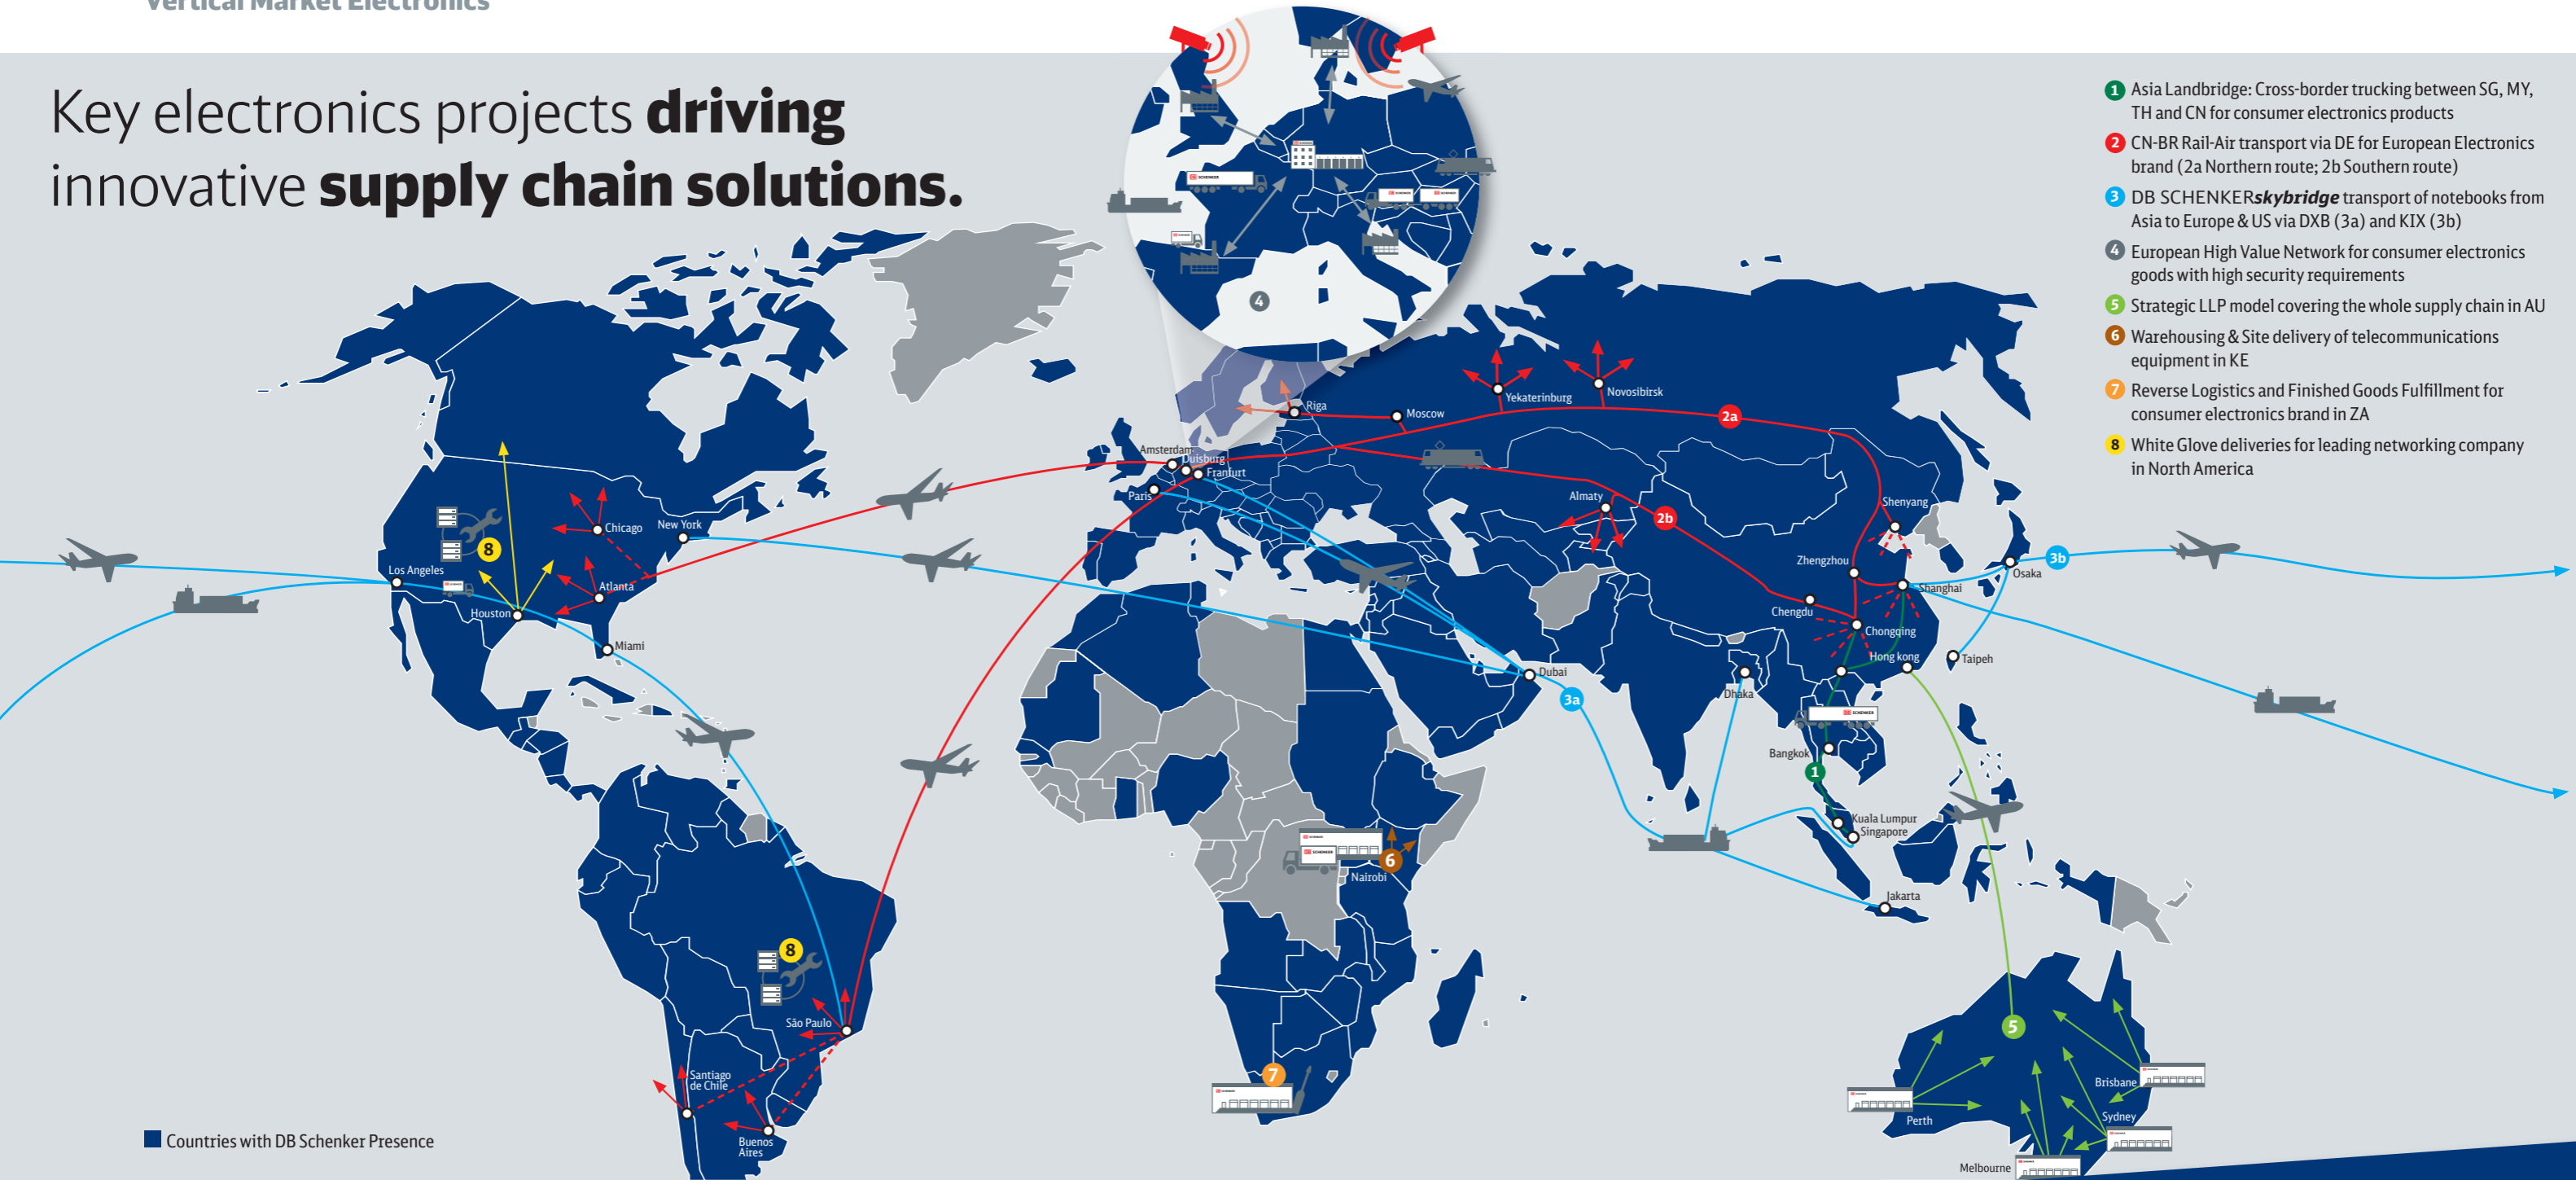 Vertical Market Electronics
Key electronics projects driving
innovative supply chain solutions.
1 Asia Landbridge: Cross-border trucking between SG, MY,
TH and CN for consumer electronics products
2 CN-BR Rail-Air transport via DE for European Electronics
brand (2a Northern route; 2b Southern route)
3 DB SCHENKERskybridge transport of notebooks from
Asia to Europe & US via DXB (3a) and KIX (3b)
4 European High Value Network for consumer electronics
goods with high security requirements
5 Strategic LLP model covering the whole supply chain in AU
6 Warehousing & Site delivery of telecommunications
equipment in KE
7 Reverse Logistics and Finished Goods Fulfillment for
consumer electronics brand in ZA
8 White Glove deliveries for leading networking company
in North America
SCHENKER
SCHENKER
SCHENKER
4
Riga
Moscow
Yekaterinburg
Novosibirsk
2a
Amsterdam
Duisburg
Franfurt
Paris
Almaty
2b
Shenyang
Chicago
New York
8
Los Angeles
Atlanta
Houston
Miami
Zhengzhou
Osaka
3b
Shanghai
Chengdu
Chongqing
Hong kong
Taipeh
Dubai
3a
Dhaka
SCHENKER
Bangkok
1
Kuala Lumpur
Singapore
SCHENKER
6
Nairobi
Jakarta
8
São Paulo
5
Santiago
de Chile
7
Brisbane
Perth
Sydney
Buenos
Aires
Melbourne
Countries with DB Schenker Presence